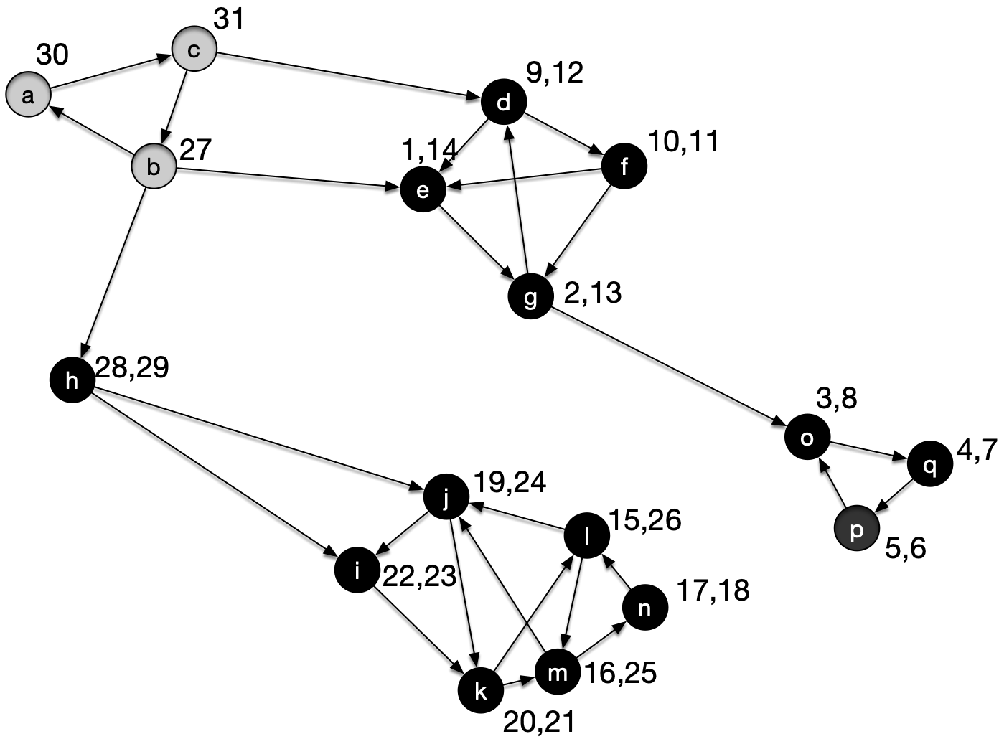 31
c
30
a
9,12
d
27
b
1,14
10,11
f
e
g
2,13
28,29
h
3,8
o
4,7
q
19,24
j
15,26
l
p
5,6
i
22,23
17,18
n
m
16,25
k
20,21